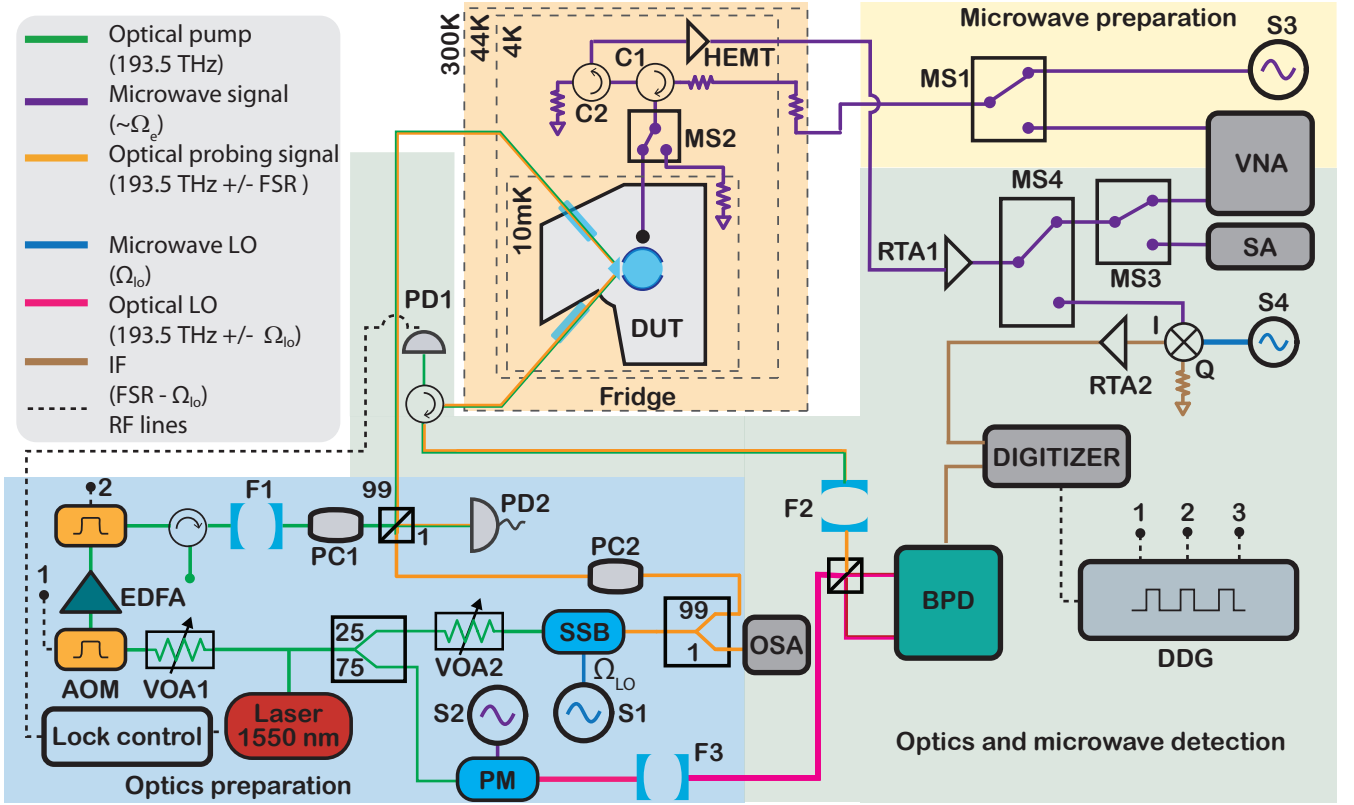 Optical pump
(193.5 THz)
Microwave signal
(~Ωe)
Optical probing signal
(193.5 THz +/- FSR )
Microwave LO
(Ωlo)
Optical LO
(193.5 THz +/- Ωlo)
IF
(FSR - Ωlo)
RF lines
300K
44K
4K
10mK
C1
C2
HEMT
MS2
DUT
Fridge
Microwave preparation
S3
MS1
VNA
MS4
MS3
SA
RTA1
S4
I
Q
RTA2
PD1
DIGITIZER
1
2
3
DDG
2
F1
99
1
PD2
PC1
F2
PC2
1
EDFA
AOM
VOA1
25
75
VOA2
SSB
99
1
OSA
BPD
ΩLO
S2
S1
Laser
1550 nm
Lock control
PM
F3
Optics preparation
Optics and microwave detection